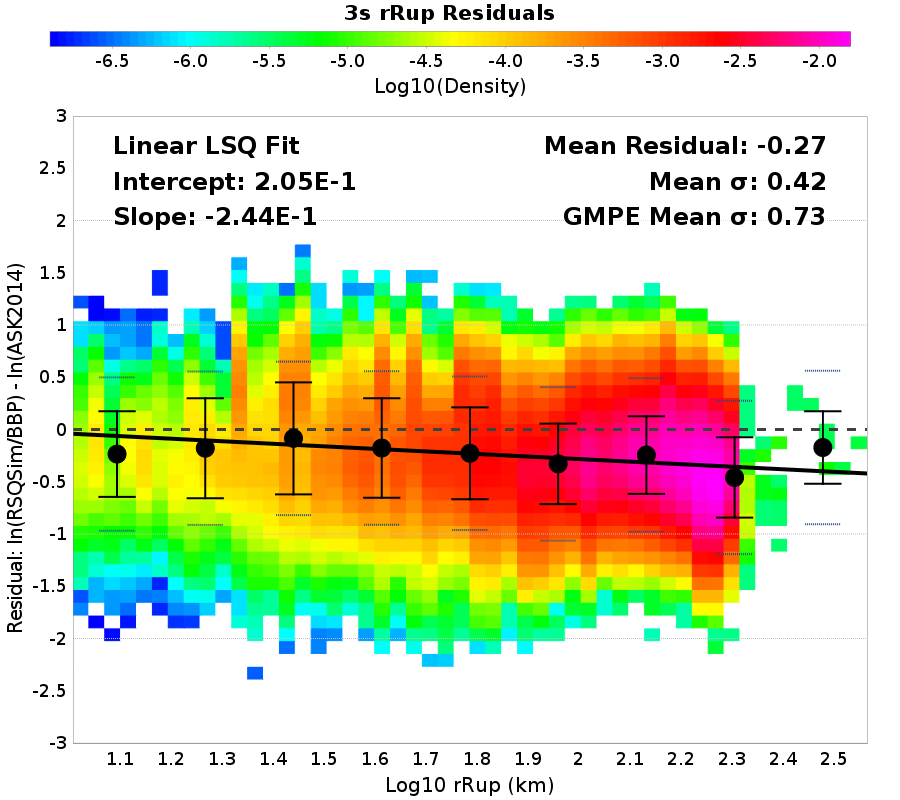 3s rRup Residuals
-6.5 -6.0 -5.5 -5.0 -4.5 -4.0 -3.5 -3.0 -2.5 -2.0
Log10(Density)
Linear LSQ Fit
Intercept: 2.05E-1
Slope: -2.44E-1
Mean Residual: -0.27
Mean σ: 0.42
GMPE Mean σ: 0.73
Residual: ln(RSQSim/BBP) - ln(ASK2014)
3
2.5
2
1.5
1
0.5
0
-0.5
-1
-1.5
-2
-2.5
-3
1.1 1.2 1.3 1.4 1.5 1.6 1.7 1.8 1.9 2 2.1 2.2 2.3 2.4 2.5
Log10 rRup (km)